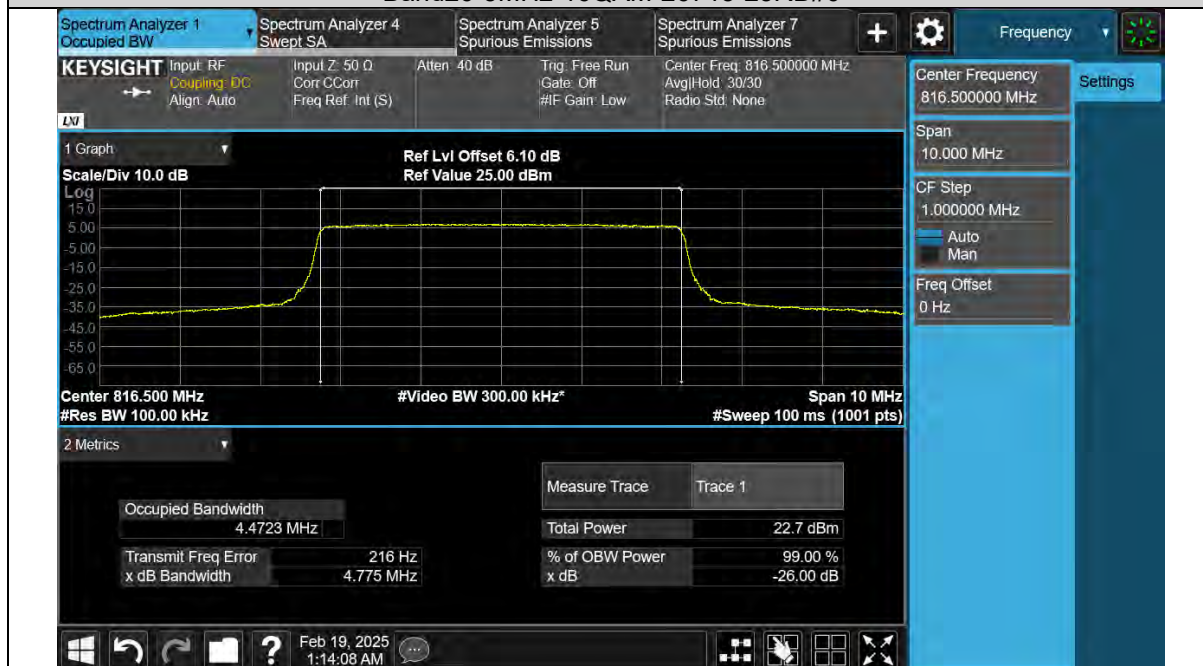 Spectrum Analyzer 1
Occupied BW
Spectrum Analyzer 4
Swept SA
Spectrum Analyzer 5
Spurious Emissions
Spectrum Analyzer 7
Spurious Emissions
Frequency
KEYSIGHT
Input: RF
Coupling: DC
Align: Auto
Input Z: 50 Ω
Corr CCorr
Freq Ref: Int (S)
Atten: 40 dB
Trig: Free Run
Gate: Off
#IF Gain: Low
Center Freq: 816.500000 MHz
Avg|Hold: 30/30
Radio Std: None
LXI
Center Frequency
816.500000 MHz
Settings
Span
10.000 MHz
CF Step
1.000000 MHz
Auto
Man
Freq Offset
0 Hz
1 Graph
Scale/Div 10.0 dB
Ref Lvl Offset 6.10 dB
Ref Value 25.00 dBm
Log
15.0
5.00
-5.00
-15.0
-25.0
-35.0
-45.0
-55.0
-65.0
Center 816.500 MHz
#Video BW 300.00 kHz*
Span 10 MHz
#Res BW 100.00 kHz
#Sweep 100 ms (1001 pts)
2 Metrics
Measure Trace
Trace 1
Occupied Bandwidth
4.4723 MHz
Total Power
22.7 dBm
Transmit Freq Error
216 Hz
% of OBW Power
99.00 %
x dB Bandwidth
4.775 MHz
x dB
-26.00 dB
?
Feb 19, 2025
1:14:08 AM